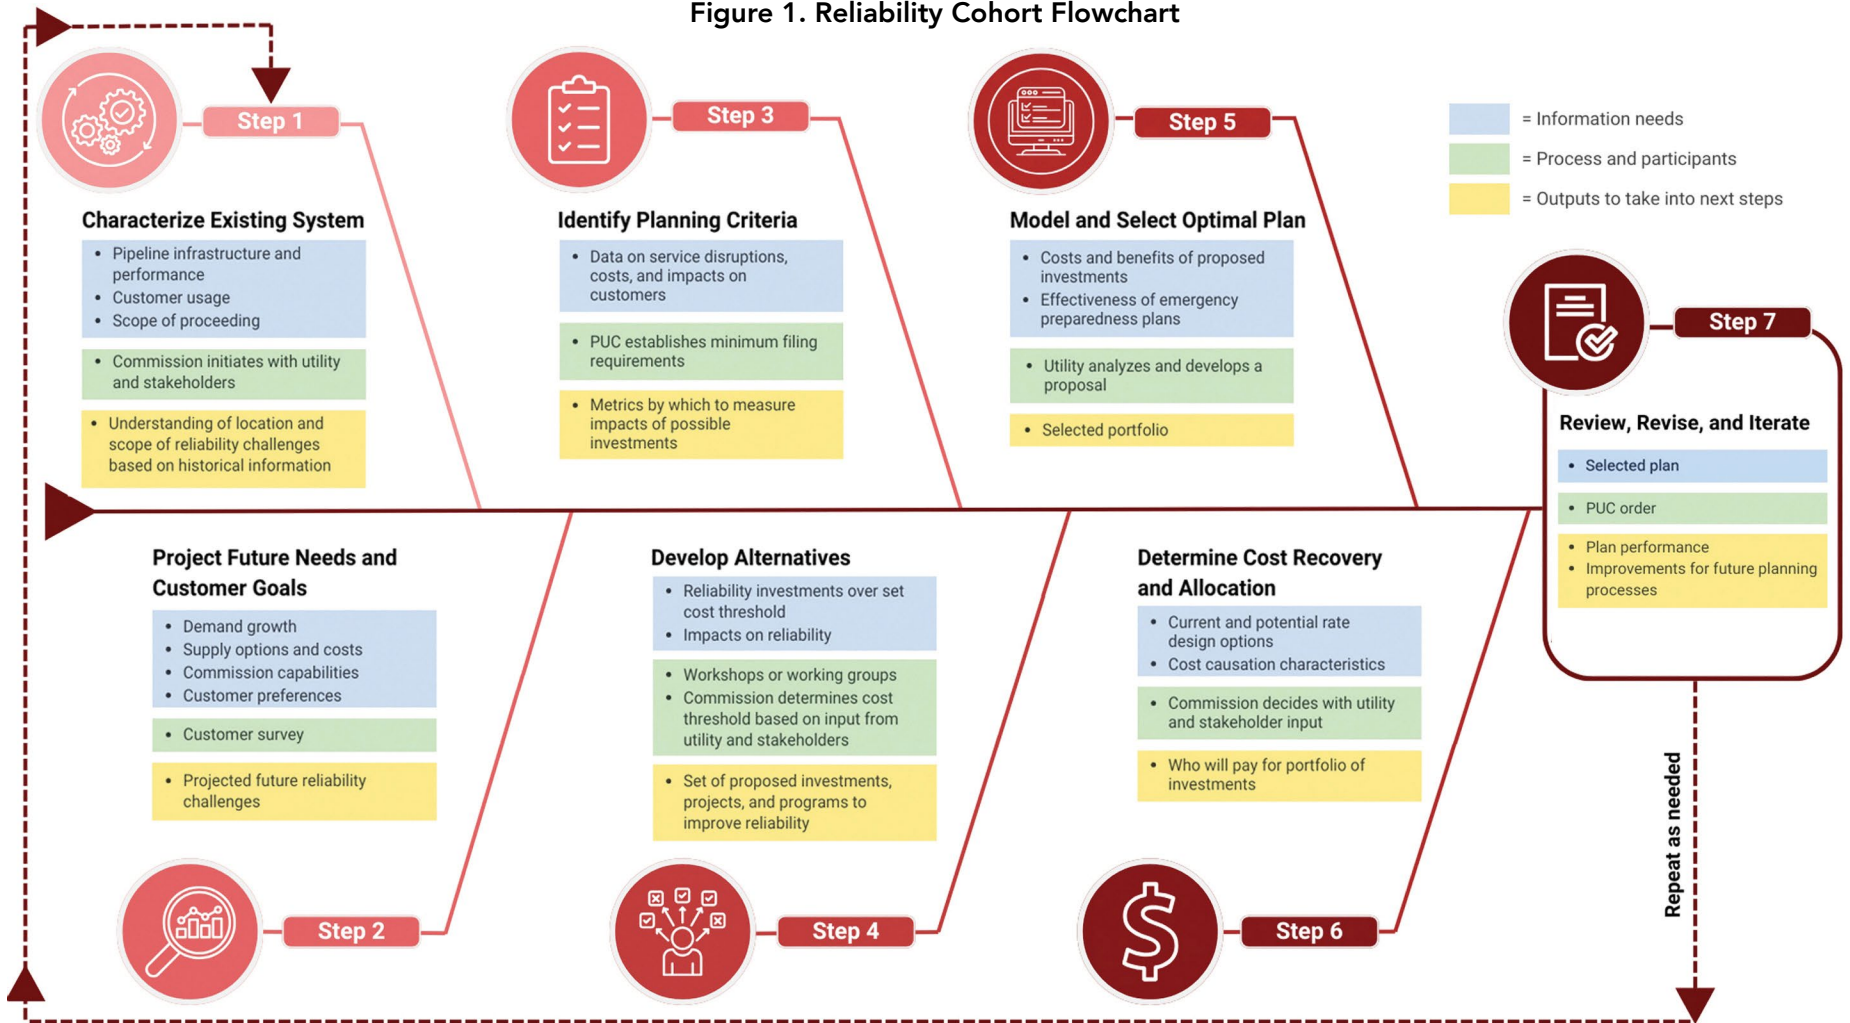 Figure 1. Reliability Cohort Flowchart
Step 1
Characterize Existing System
• Pipeline infrastructure and
performance
• Customer usage
• Scope of proceeding
• Commission initiates with utility
and stakeholders
• Understanding of location and
scope of reliability challenges
based on historical information
Step 3
Identify Planning Criteria
• Data on service disruptions,
costs, and impacts on
customers
• PUC establishes minimum filing
requirements
• Metrics by which to measure
impacts of possible
investments
Step 5
Model and Select Optimal Plan
• Costs and benefits of proposed
investments
• Effectiveness of emergency
preparedness plans
• Utility analyzes and develops a
proposal
• Selected portfolio
= Information needs
= Process and participants
= Outputs to take into next steps
Step 7
Review, Revise, and Iterate
• Selected plan
• PUC order
• Plan performance
• Improvements for future planning
processes
Project Future Needs and
Customer Goals
• Demand growth
• Supply options and costs
• Commission capabilities
• Customer preferences
• Customer survey
• Projected future reliability
challenges
Step 2
Develop Alternatives
• Reliability investments over set
cost threshold
• Impacts on reliability
• Workshops or working groups
• Commission determines cost
threshold based on input from
utility and stakeholders
• Set of proposed investments,
projects, and programs to
improve reliability
Step 4
Determine Cost Recovery
and Allocation
• Current and potential rate
design options
• Cost causation characteristics
• Commission decides with utility
and stakeholder input
• Who will pay for portfolio of
investments
Step 6
Repeat as needed